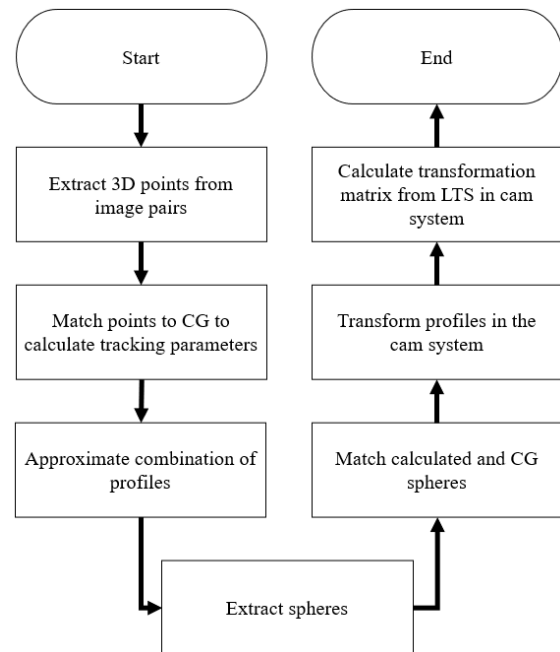 Start
Extract 3D points from
image pairs
Match points to CG to
calculate tracking parameters
Approximate combination of
profiles
Extract spheres
Match calculated and CG
spheres
Transform profiles in the
cam system
Calculate transformation
matrix from LTS in cam
system
End